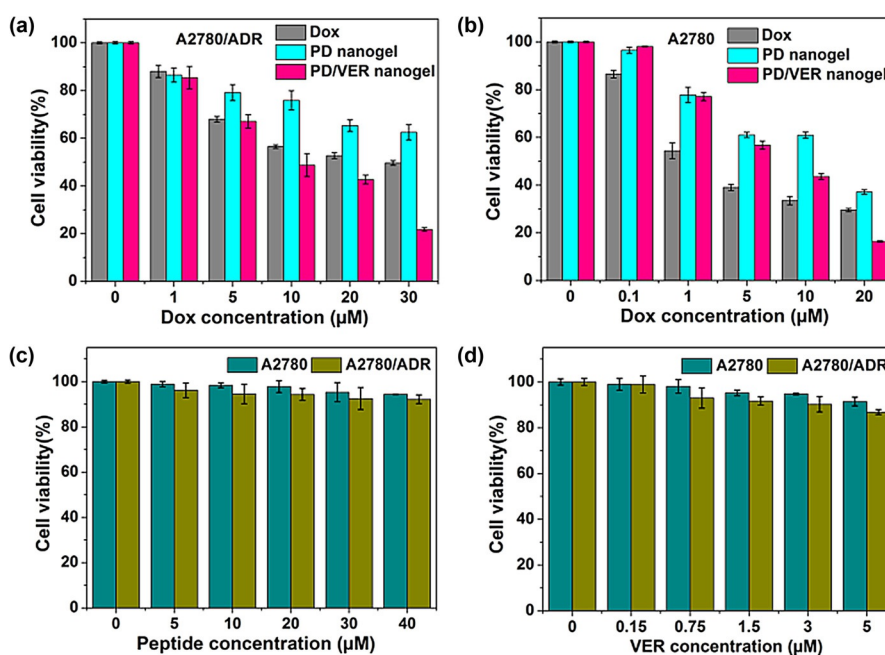 (a)
A2780/ADR
Dox
PD nanogel
PD/VER nanogel
Cell viability(%)
100
80
60
40
20
0
0 1 5 10 20 30
Dox concentration (μM)
(b)
A2780
Dox
PD nanogel
PD/VER nanogel
Cell viability(%)
100
80
60
40
20
0
0 0.1 1 5 10 20
Dox concentration (μM)
(c)
A2780 A2780/ADR
Cell viability(%)
100
80
60
40
20
0
0 5 10 20 30 40
Peptide concentration (μM)
(d)
A2780 A2780/ADR
Cell viability(%)
100
80
60
40
20
0
0 0.15 0.75 1.5 3 5
VER concentration (μM)